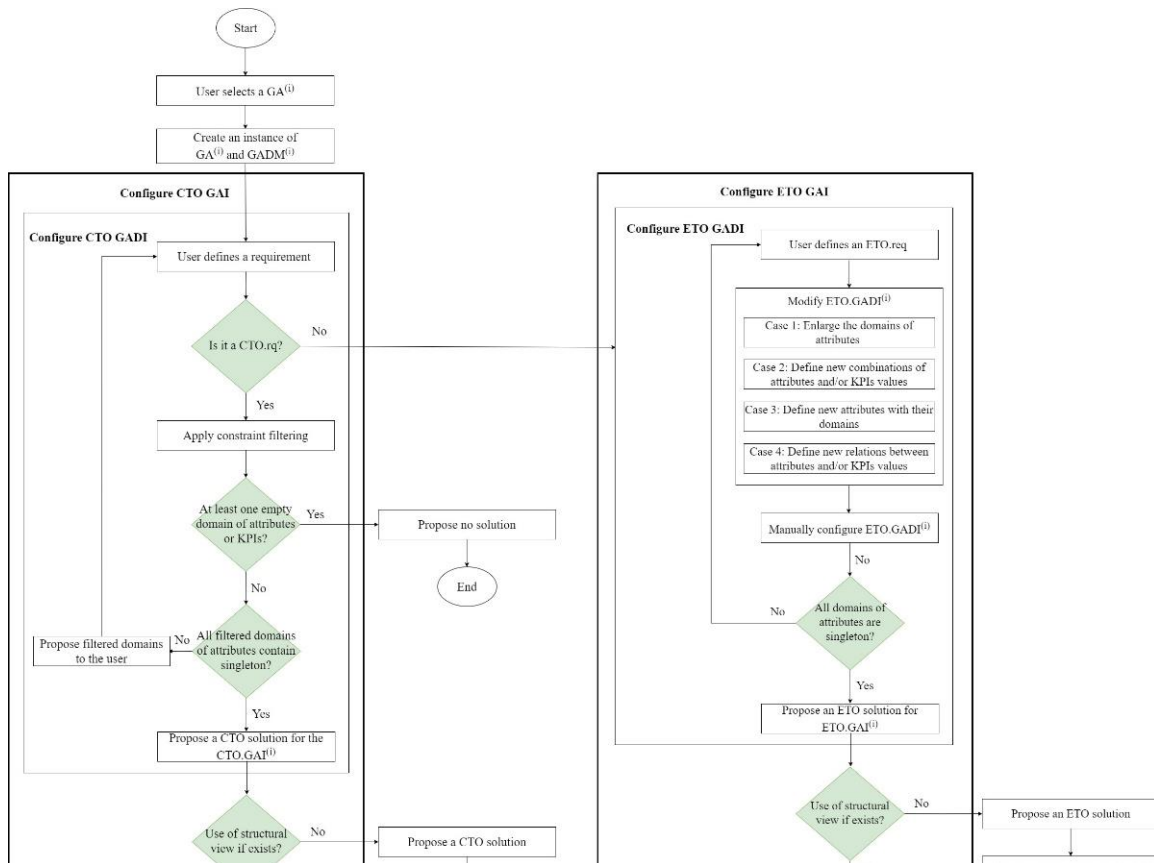 Start
User selects a GA⁽ⁱ⁾
Create an instance of
GA⁽ⁱ⁾ and GADM⁽ⁱ⁾
Configure CTO GAI
Configure CTO GADI
User defines a requirement
Is it a CTO.rq?
No
Yes
Apply constraint filtering
At least one empty
domain of attributes
or KPIs?
Yes
Propose no solution
End
No
All filtered domains
of attributes contain
singleton?
No
Propose filtered domains
to the user
Yes
Propose a CTO solution for the
CTO.GAI⁽ⁱ⁾
Use of structural
view if exists?
No
Propose a CTO solution
Configure ETO GAI
Configure ETO GADI
User defines an ETO.req
Modify ETO.GADI⁽ⁱ⁾
Case 1: Enlarge the domains of
attributes
Case 2: Define new combinations of
attributes and/or KPIs values
Case 3: Define new attributes with their
domains
Case 4: Define new relations between
attributes and/or KPIs values
Manually configure ETO.GADI⁽ⁱ⁾
No
All domains of
attributes are
singleton?
No
Yes
Propose an ETO solution for
ETO.GAI⁽ⁱ⁾
Use of structural
view if exists?
No
Propose an ETO solution